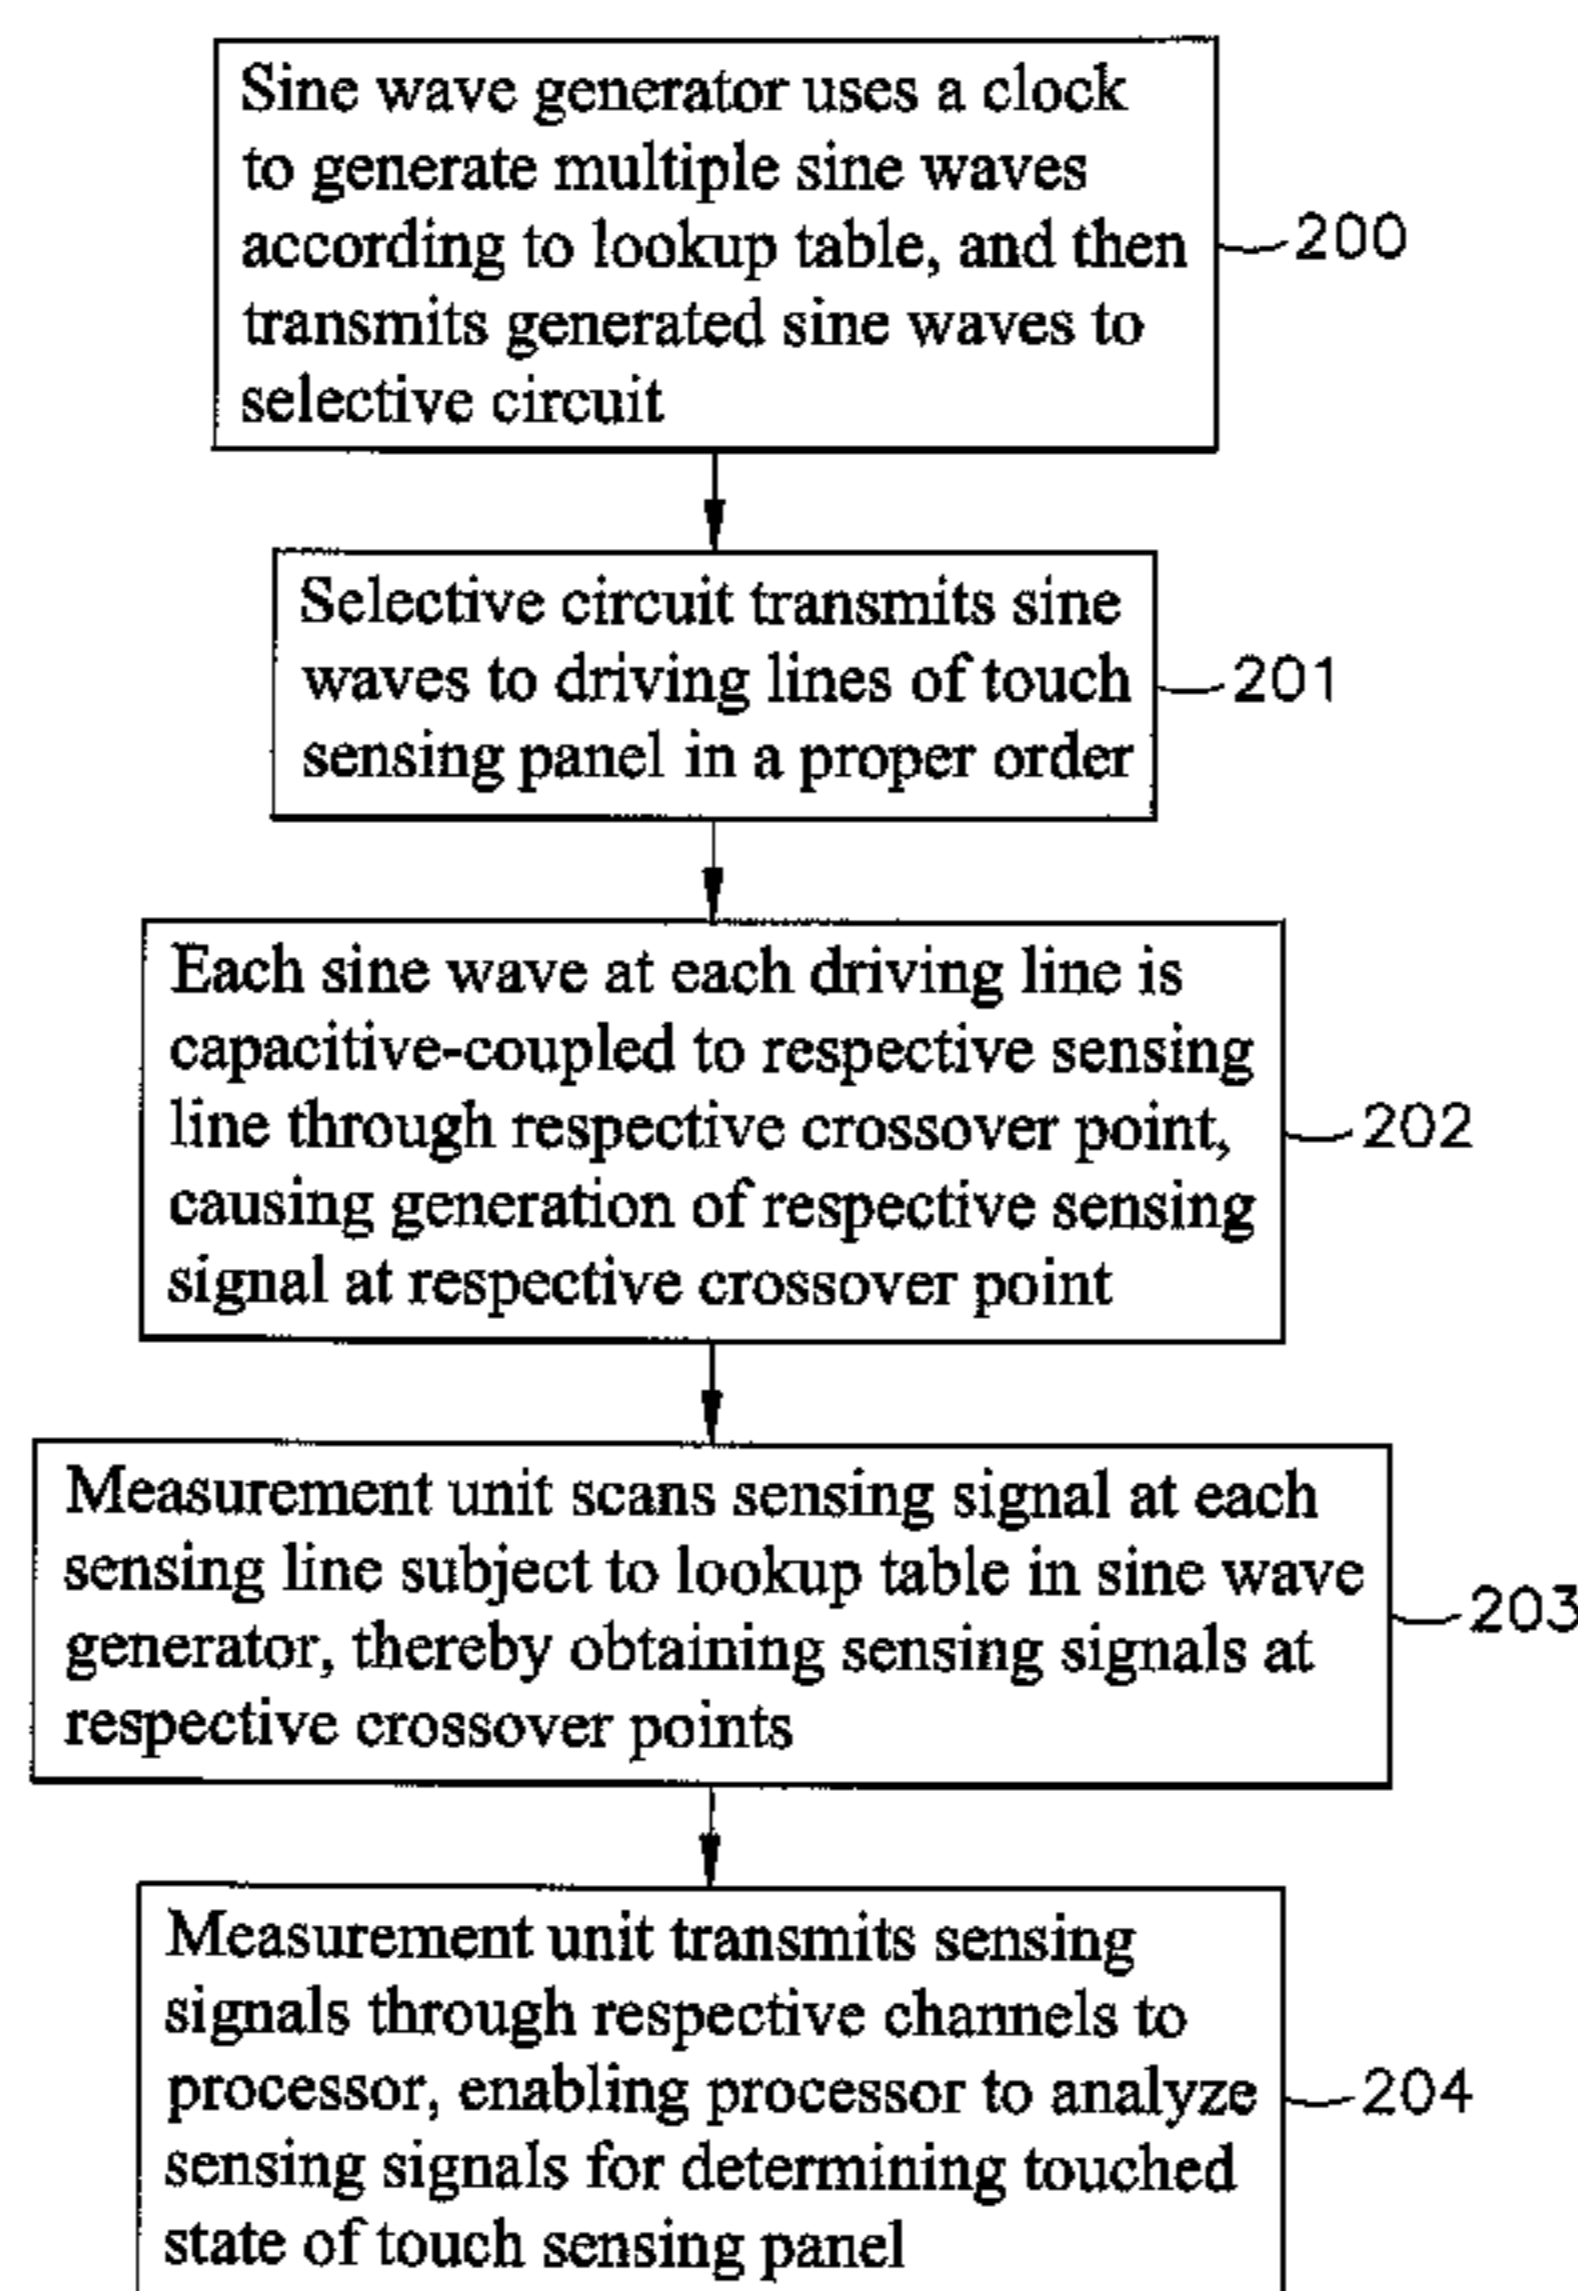 Sine wave generator uses a clock
to generate multiple sine waves
according to lookup table, and then
transmits generated sine waves to
selective circuit
200
Selective circuit transmits sine
waves to driving lines of touch
sensing panel in a proper order
201
Each sine wave at each driving line is
capacitive-coupled to respective sensing
line through respective crossover point,
causing generation of respective sensing
signal at respective crossover point
202
Measurement unit scans sensing signal at each
sensing line subject to lookup table in sine wave
generator, thereby obtaining sensing signals at
respective crossover points
203
Measurement unit transmits sensing
signals through respective channels to
processor, enabling processor to analyze
sensing signals for determining touched
state of touch sensing panel
204